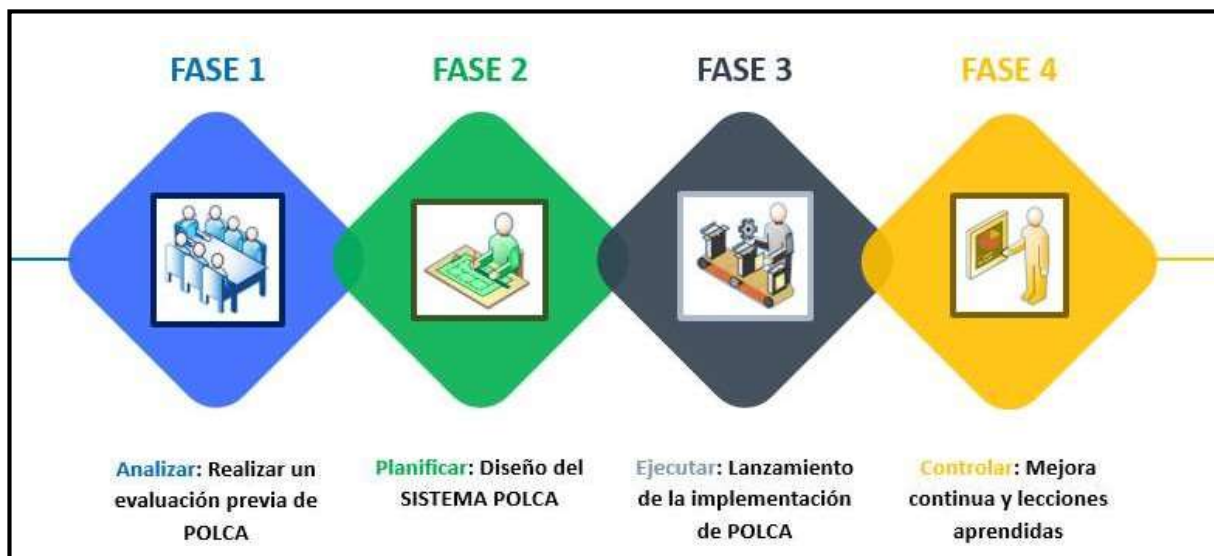 FASE 1
FASE 2
FASE 3
FASE 4
Analizar: Realizar un
evaluación previa de
POLCA
Planificar: Diseño del
SISTEMA POLCA
Ejecutar: Lanzamiento
de la implementación
de POLCA
Controlar: Mejora
continua y lecciones
aprendidas